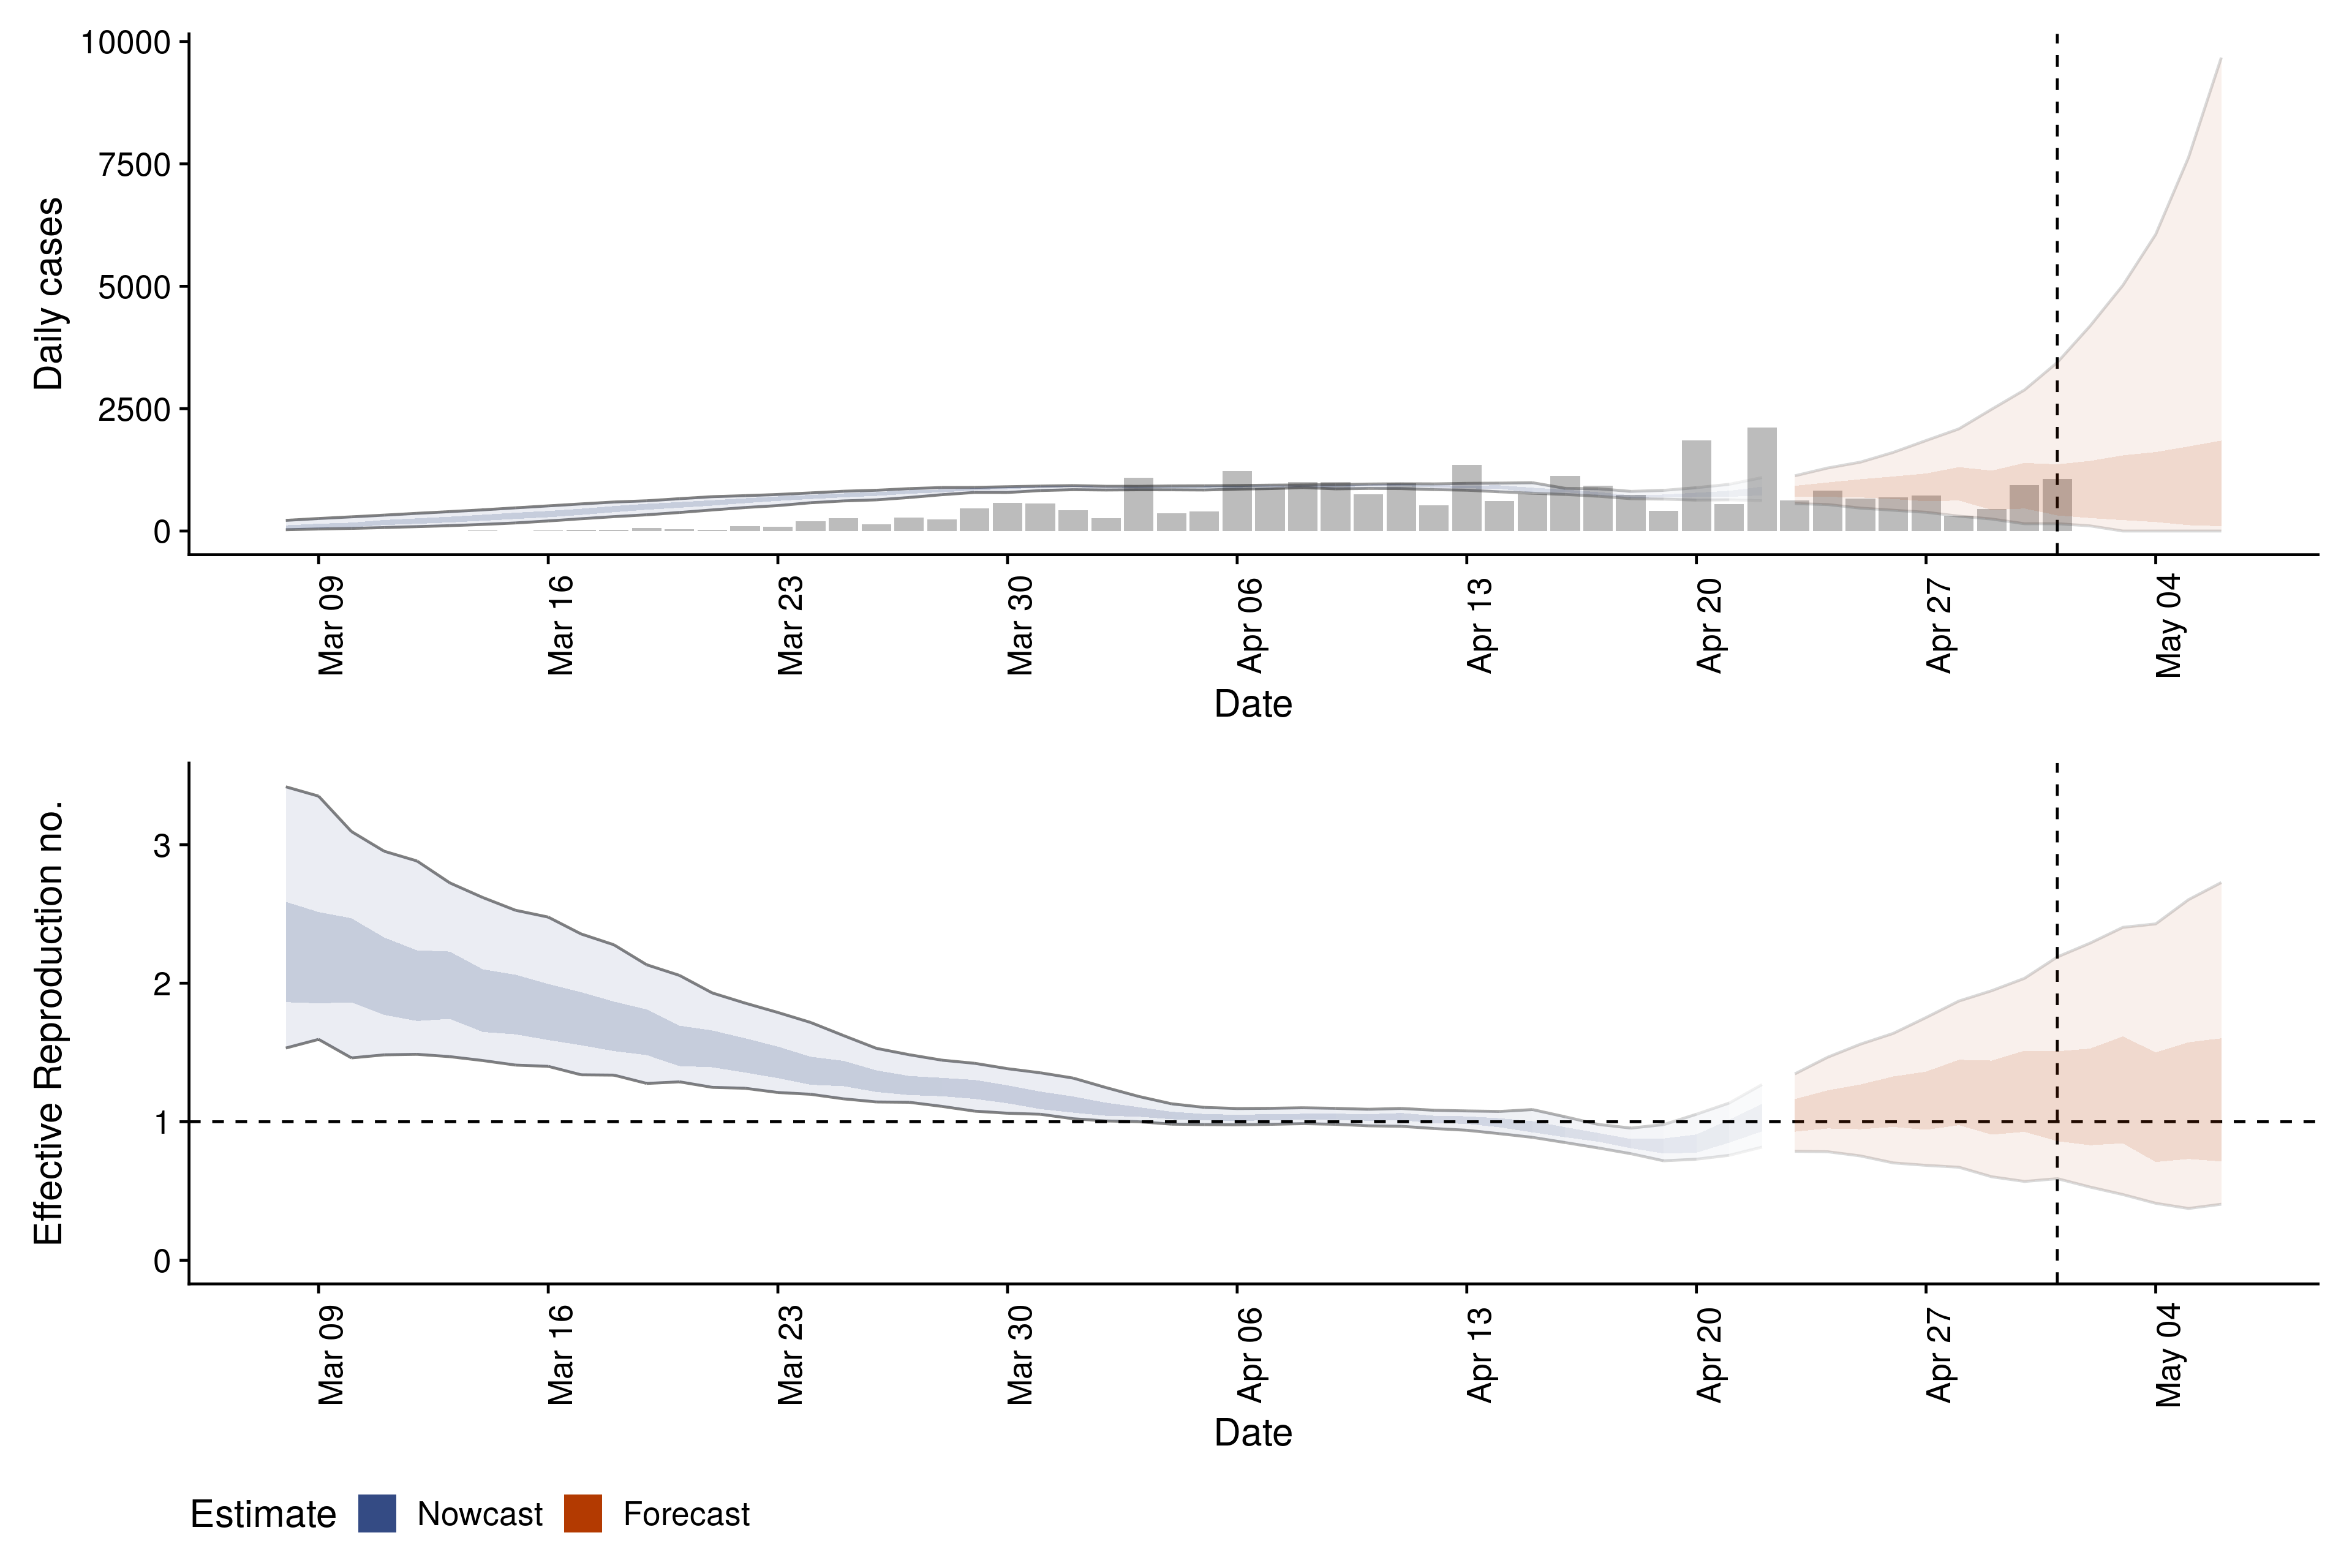 10000
7500
5000
2500
0
Daily cases
Mar 09
Mar 16
Mar 23
Mar 30
Apr 06
Apr 13
Apr 20
Apr 27
May 04
Date
3
2
1
0
Effective Reproduction no.
Mar 09
Mar 16
Mar 23
Mar 30
Apr 06
Apr 13
Apr 20
Apr 27
May 04
Date
Estimate Nowcast Forecast